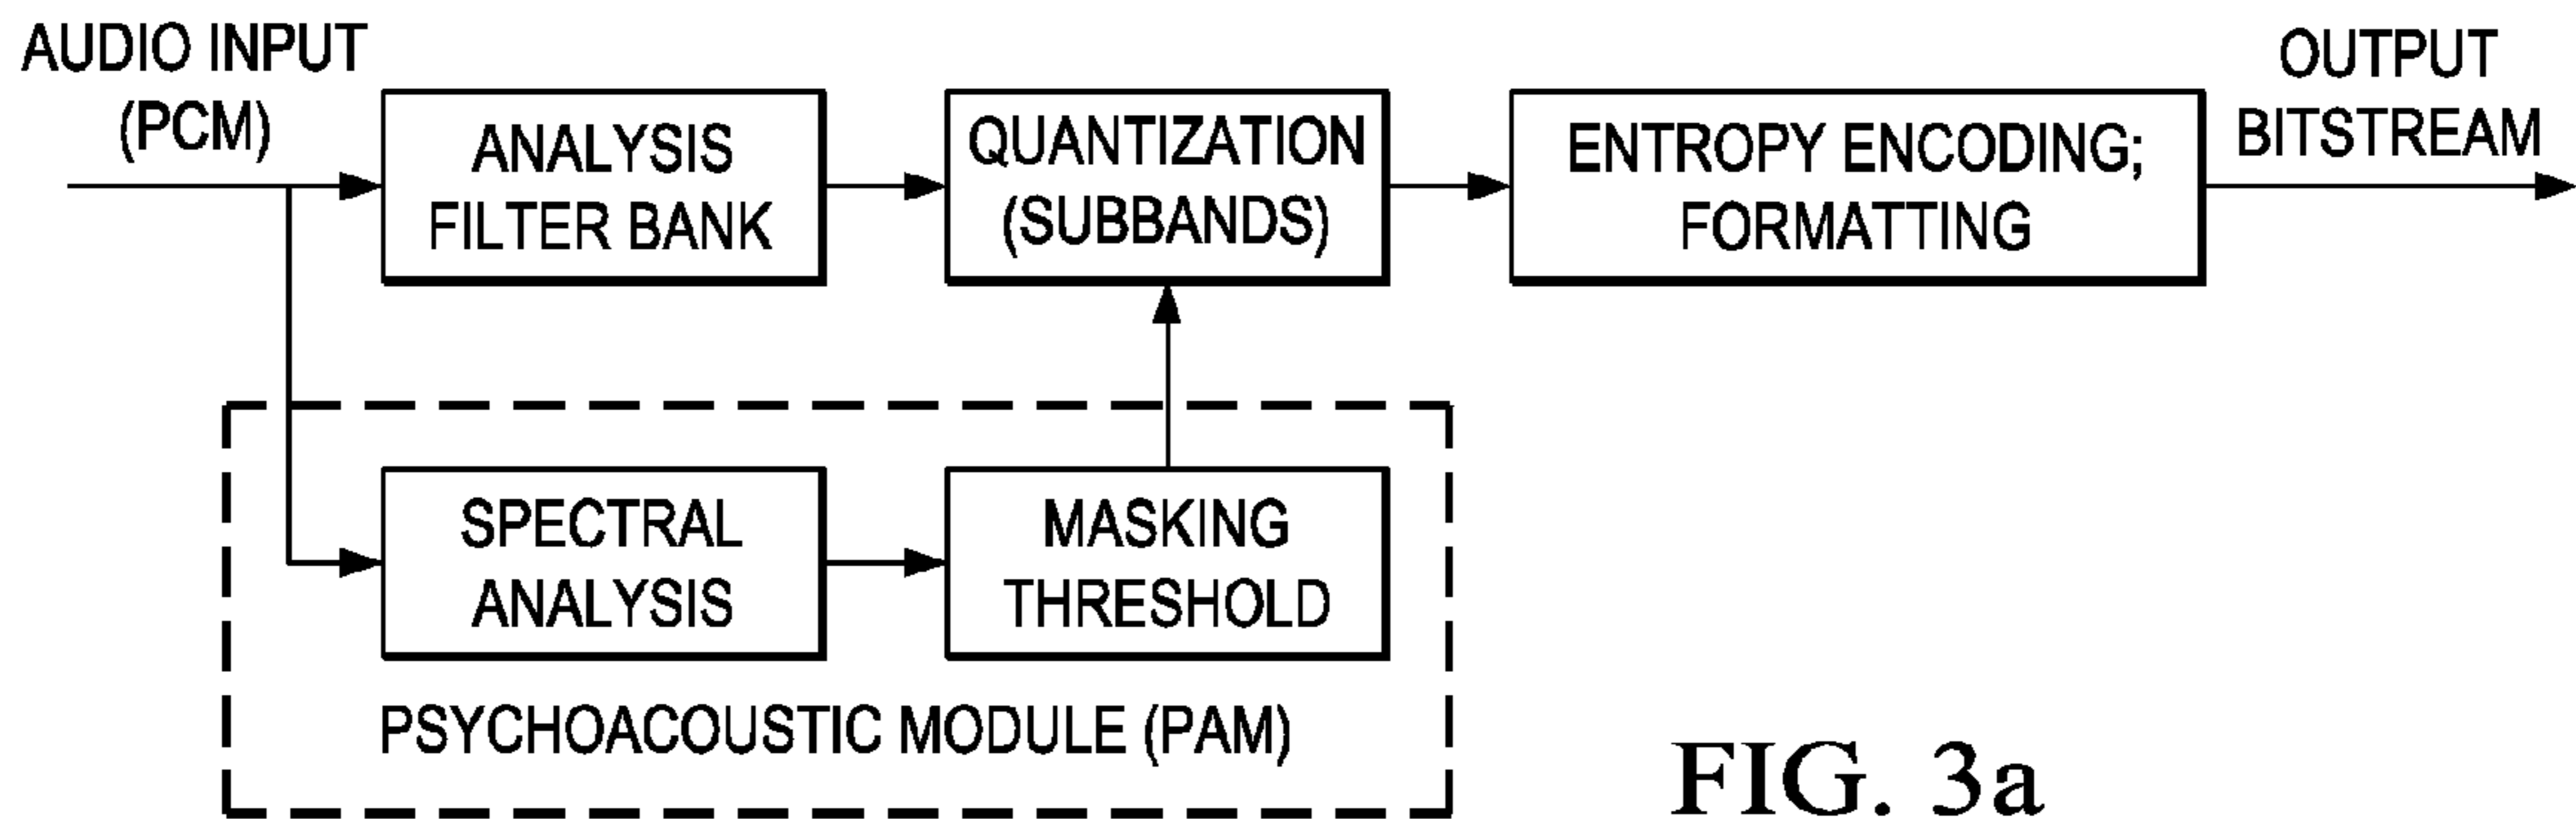 AUDIO INPUT
(PCM)
ANALYSIS
FILTER BANK
QUANTIZATION
(SUBBANDS)
ENTROPY ENCODING;
FORMATTING
OUTPUT
BITSTREAM
SPECTRAL
ANALYSIS
MASKING
THRESHOLD
PSYCHOACOUSTIC MODULE (PAM)
FIG. 3a